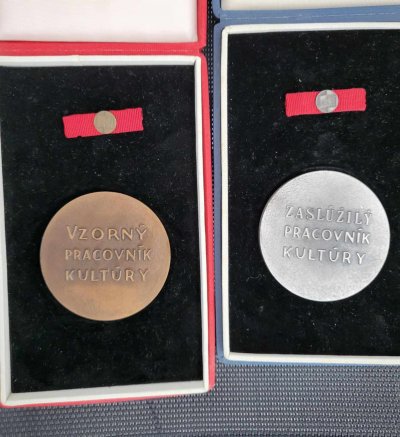 VZORNÝ
PRACOVNÍK
KULTÚRY
ZASLÚŽILÝ
PRACOVNÍK
KULTÚRY